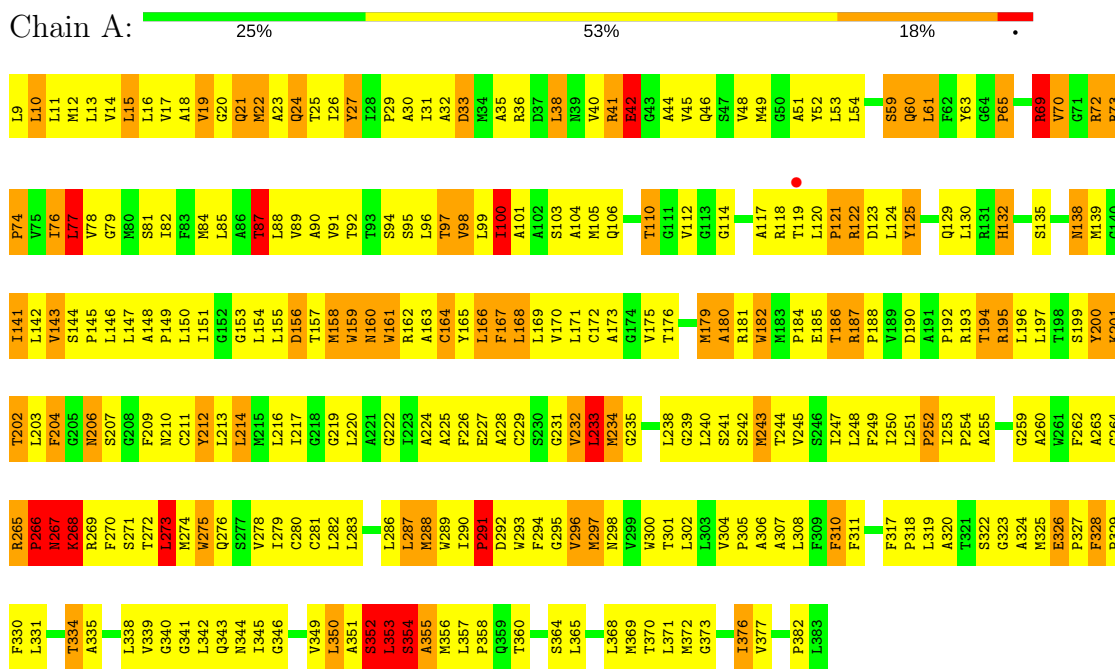 Chain A: 25% 53% 18% •
L9 L10 L11 M12 L13 V14 L15 L16 V17 A18 V19 G20 Q21 M22 A23 Q24 T25 I26 Y27 I28 P29 A30 I31 A32 D33 M34 A35 R36 D37 L38 N39 V40 R41 E42 G43 A44 V45 Q46 S47 V48 M49 G50 A51 Y52 L53 L54 S59 Q60 L61 F62 Y63 G64 P65 R69 V70 G71 R72 R73
P74 V75 I76 L77 V78 G79 M80 S81 I82 F83 M84 L85 A86 T87 L88 V89 A90 V91 T92 T93 S94 S95 L96 T97 V98 L99 I100 A101 A102 S103 A104 M105 Q106 T110 G111 V112 G113 G114 A117 R118 T119 L120 P121 R122 D123 L124 Y125 Q129 L130 R131 H132 S135 N138 M139 G140
I141 L142 V143 S144 P145 L146 L147 A148 P149 L150 I151 G152 G153 L154 L155 D156 T157 M158 W159 N160 W161 R162 A163 C164 Y165 L166 F167 L168 L169 V170 L171 C172 A173 G174 V175 T176 M179 A180 R181 W182 M183 P184 E185 T186 R187 P188 V189 D190 A191 P192 R193 T194 R195 L196 L197 T198 S199 Y200 K201
T202 L203 F204 G205 N206 S207 G208 F209 N210 C211 Y212 L213 L214 M215 L216 I217 G218 G219 L220 A221 G222 I223 A224 A225 F226 E227 A228 C229 S230 G231 V232 L233 M234 G235 L238 G239 L240 S241 S242 M243 T244 V245 S246 I247 L248 F249 I250 L251 P252 I253 P254 A255 G259 A260 W261 F262 A263 G264
R265 P266 N267 K268 R269 F270 S271 T272 L273 M274 W275 Q276 S277 V278 I279 C280 C281 L282 L283 L286 L287 M288 W289 I290 P291 D292 W293 F294 G295 V296 M297 N298 V299 W300 T301 L302 L303 V304 P305 A306 A307 L308 F309 F310 F311 F317 P318 L319 A320 T321 S322 G323 A324 M325 E326 P327 F328 R329
F330 L331 T334 A335 L338 V339 G340 G341 L342 Q343 N344 I345 G346 V349 L350 A351 S352 L353 S354 A355 M356 L357 P358 Q359 T360 S364 L365 L368 M369 T370 L371 M372 G373 I376 V377 P382 L383